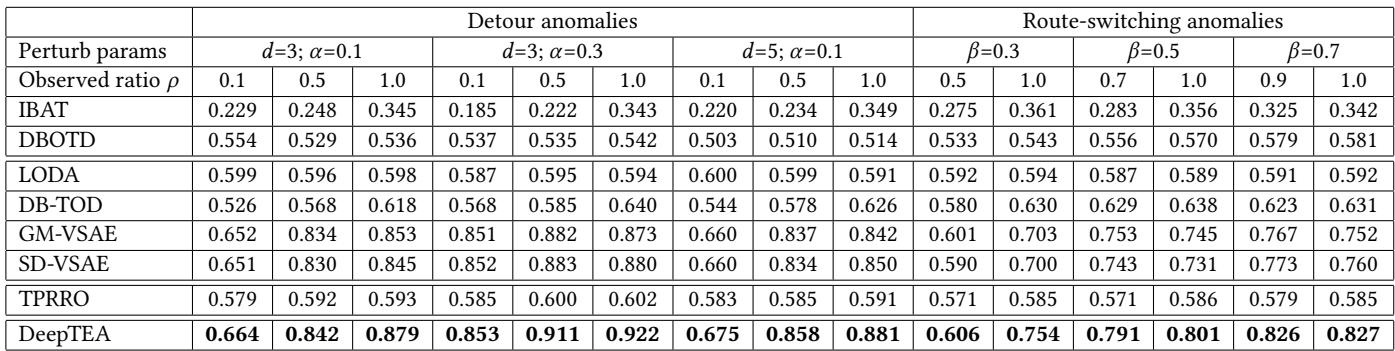 Detour anomalies Route-switching anomalies
Perturb params d=3; α=0.1 d=3; α=0.3 d=5; α=0.1 β=0.3 β=0.5 β=0.7
Observed ratio ρ 0.1 0.5 1.0 0.1 0.5 1.0 0.1 0.5 1.0 0.5 1.0 0.7 1.0 0.9 1.0
IBAT 0.229 0.248 0.345 0.185 0.222 0.343 0.220 0.234 0.349 0.275 0.361 0.283 0.356 0.325 0.342
DBOTD 0.554 0.529 0.536 0.537 0.535 0.542 0.503 0.510 0.514 0.533 0.543 0.556 0.570 0.579 0.581
LODA 0.599 0.596 0.598 0.587 0.595 0.594 0.600 0.599 0.591 0.592 0.594 0.587 0.589 0.591 0.592
DB-TOD 0.526 0.568 0.618 0.568 0.585 0.640 0.544 0.578 0.626 0.580 0.630 0.629 0.638 0.623 0.631
GM-VSAE 0.652 0.834 0.853 0.851 0.882 0.873 0.660 0.837 0.842 0.601 0.703 0.753 0.745 0.767 0.752
SD-VSAE 0.651 0.830 0.845 0.852 0.883 0.880 0.660 0.834 0.850 0.590 0.700 0.743 0.731 0.773 0.760
TPRRO 0.579 0.592 0.593 0.585 0.600 0.602 0.583 0.585 0.591 0.571 0.585 0.571 0.586 0.579 0.585
DeepTEA 0.664 0.842 0.879 0.853 0.911 0.922 0.675 0.858 0.881 0.606 0.754 0.791 0.801 0.826 0.827